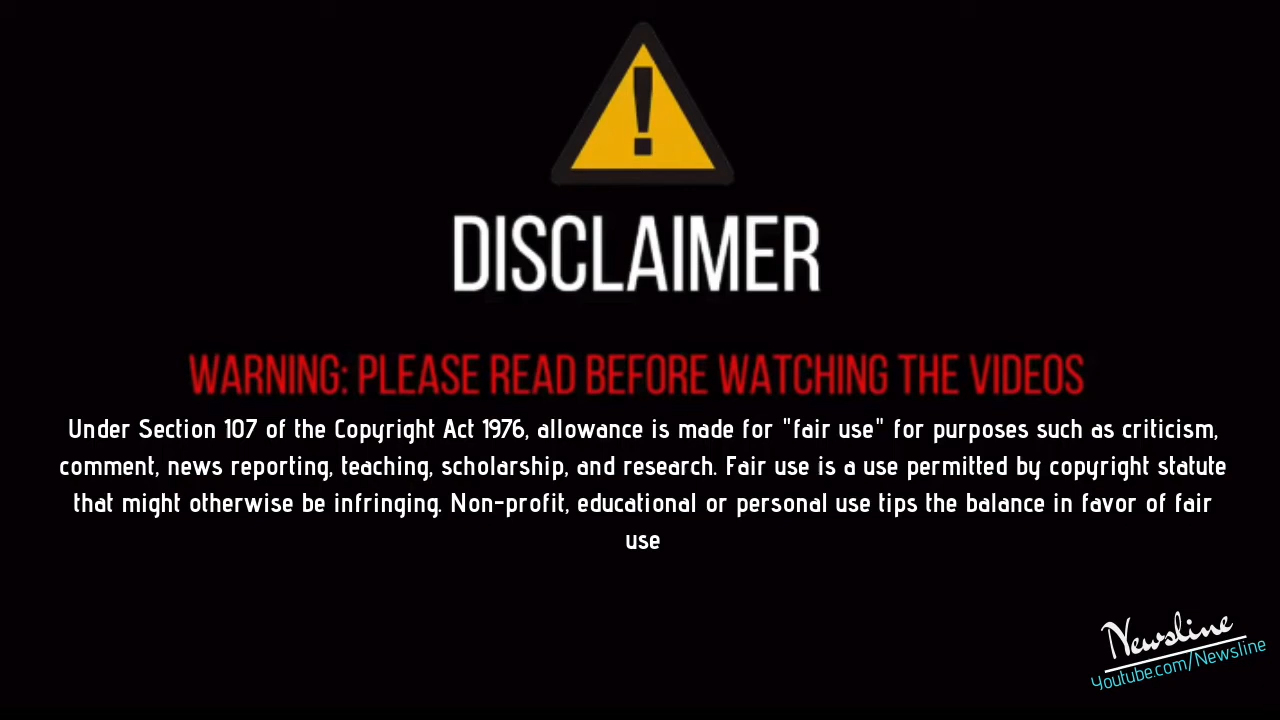 DISCLAIMER
WARNING: PLEASE READ BEFORE WATCHING THE VIDEOS
Under Section 107 of the Copyright Act 1976, allowance is made for "fair use" for purposes such as criticism,
comment, news reporting, teaching, scholarship, and research. Fair use is a use permitted by copyright statute
that might otherwise be infringing. Non-profit, educational or personal use tips the balance in favor of fair
use
Newsline
Youtube.com/Newsline